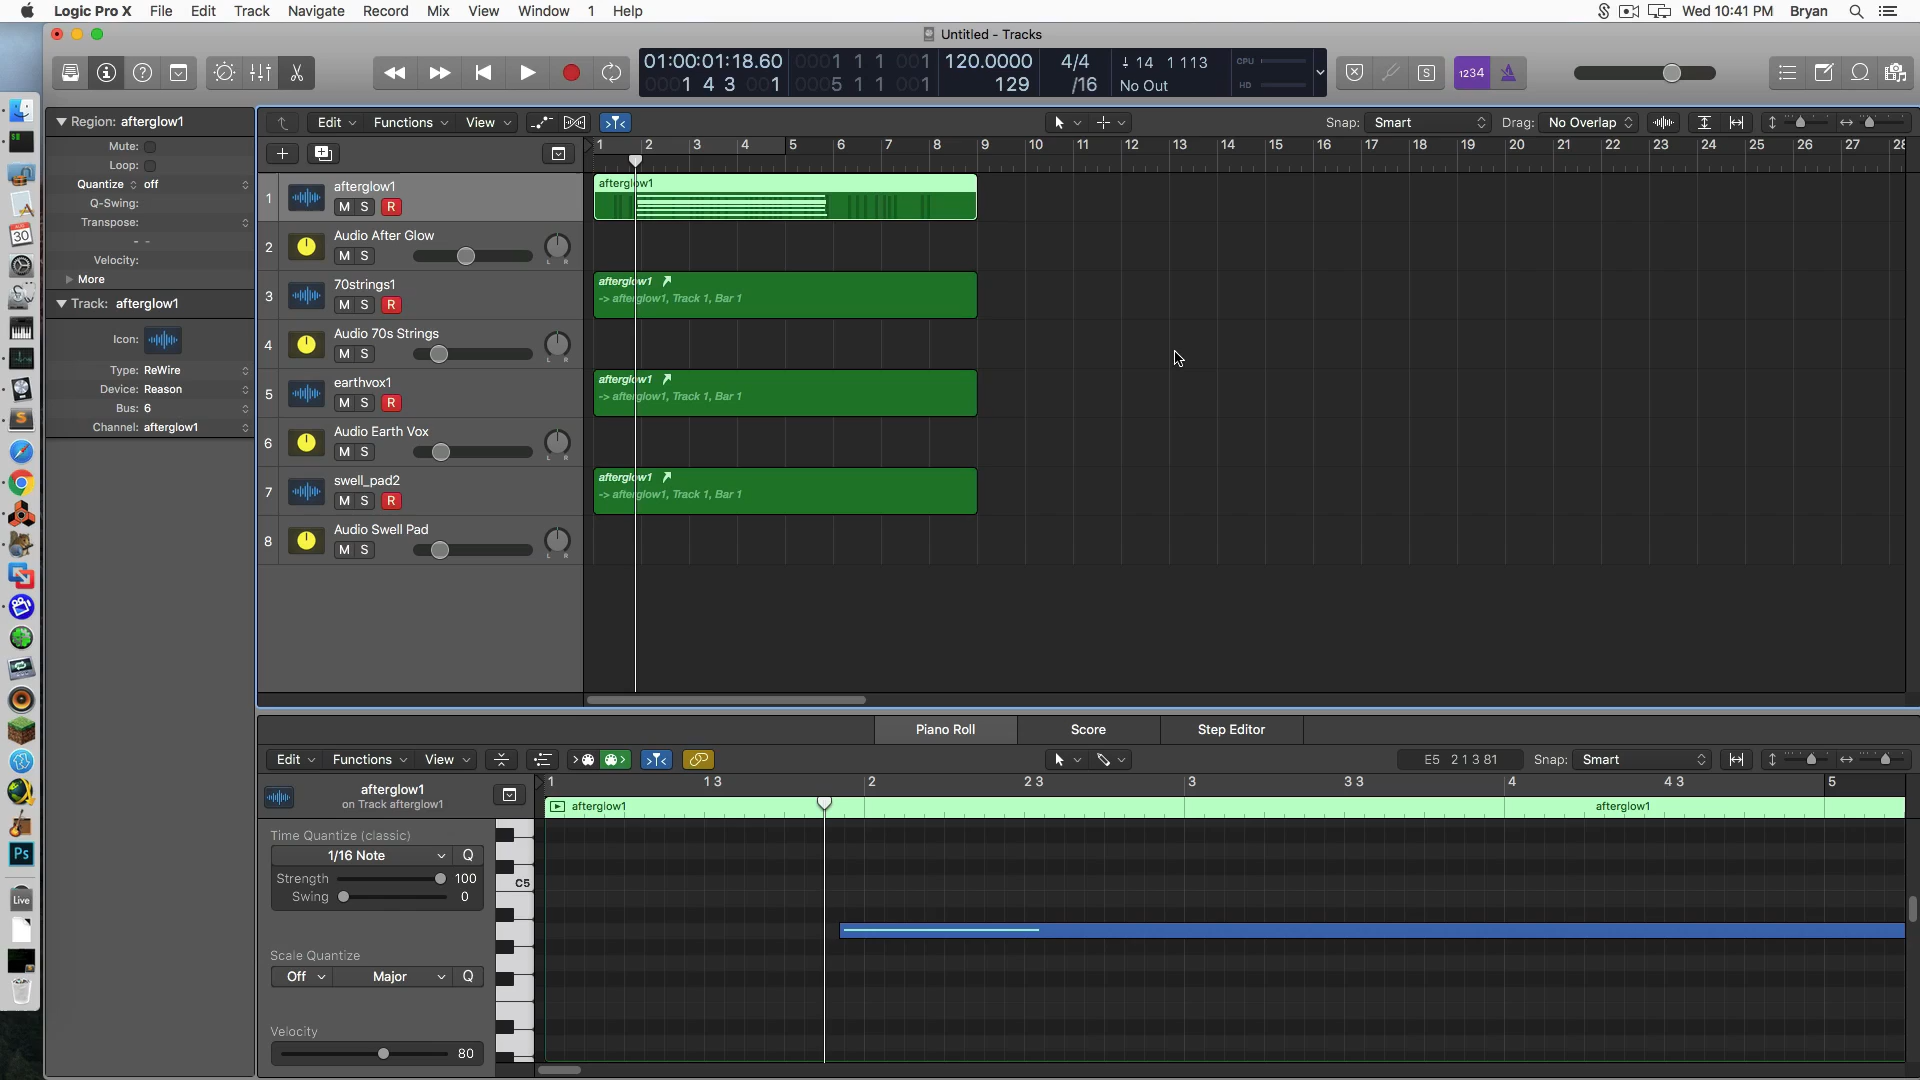 Logic Pro X File Edit Track Navigate Record Mix View Window 1 Help Wed 10:41 PM Bryan
Untitled - Tracks
01:00:01:18.60 0001 1 1 001 120.0000 4/4 ↓ 14 1 113 CPU
0001 4 3 001 0005 1 1 001 129 /16 No Out HD
S 1234
Region: afterglow1
Mute:
Loop:
Quantize off
Q-Swing:
Transpose:
- -
Velocity:
More
Track: afterglow1
Icon:
Type: ReWire
Device: Reason
Bus: 6
Channel: afterglow1
Edit Functions View Snap: Smart Drag: No Overlap
1 2 3 4 5 6 7 8 9 10 11 12 13 14 15 16 17 18 19 20 21 22 23 24 25 26 27 28
1 afterglow1
M S R
2 Audio After Glow
M S L R
3 70strings1
M S R
4 Audio 70s Strings
M S L R
5 earthvox1
M S R
6 Audio Earth Vox
M S L R
7 swell_pad2
M S R
8 Audio Swell Pad
M S L R
afterglow1
afterglow1
-> afterglow1, Track 1, Bar 1
afterglow1
-> afterglow1, Track 1, Bar 1
afterglow1
-> afterglow1, Track 1, Bar 1
Piano Roll Score Step Editor
Edit Functions View E5 2 1 3 81 Snap: Smart
1 1 3 2 2 3 3 3 3 4 4 3 5
afterglow1
on Track afterglow1
afterglow1 afterglow1
Time Quantize (classic)
1/16 Note Q
Strength 100
Swing 0
C5
Scale Quantize
Off Major Q
Velocity
80
30
Ps
Live